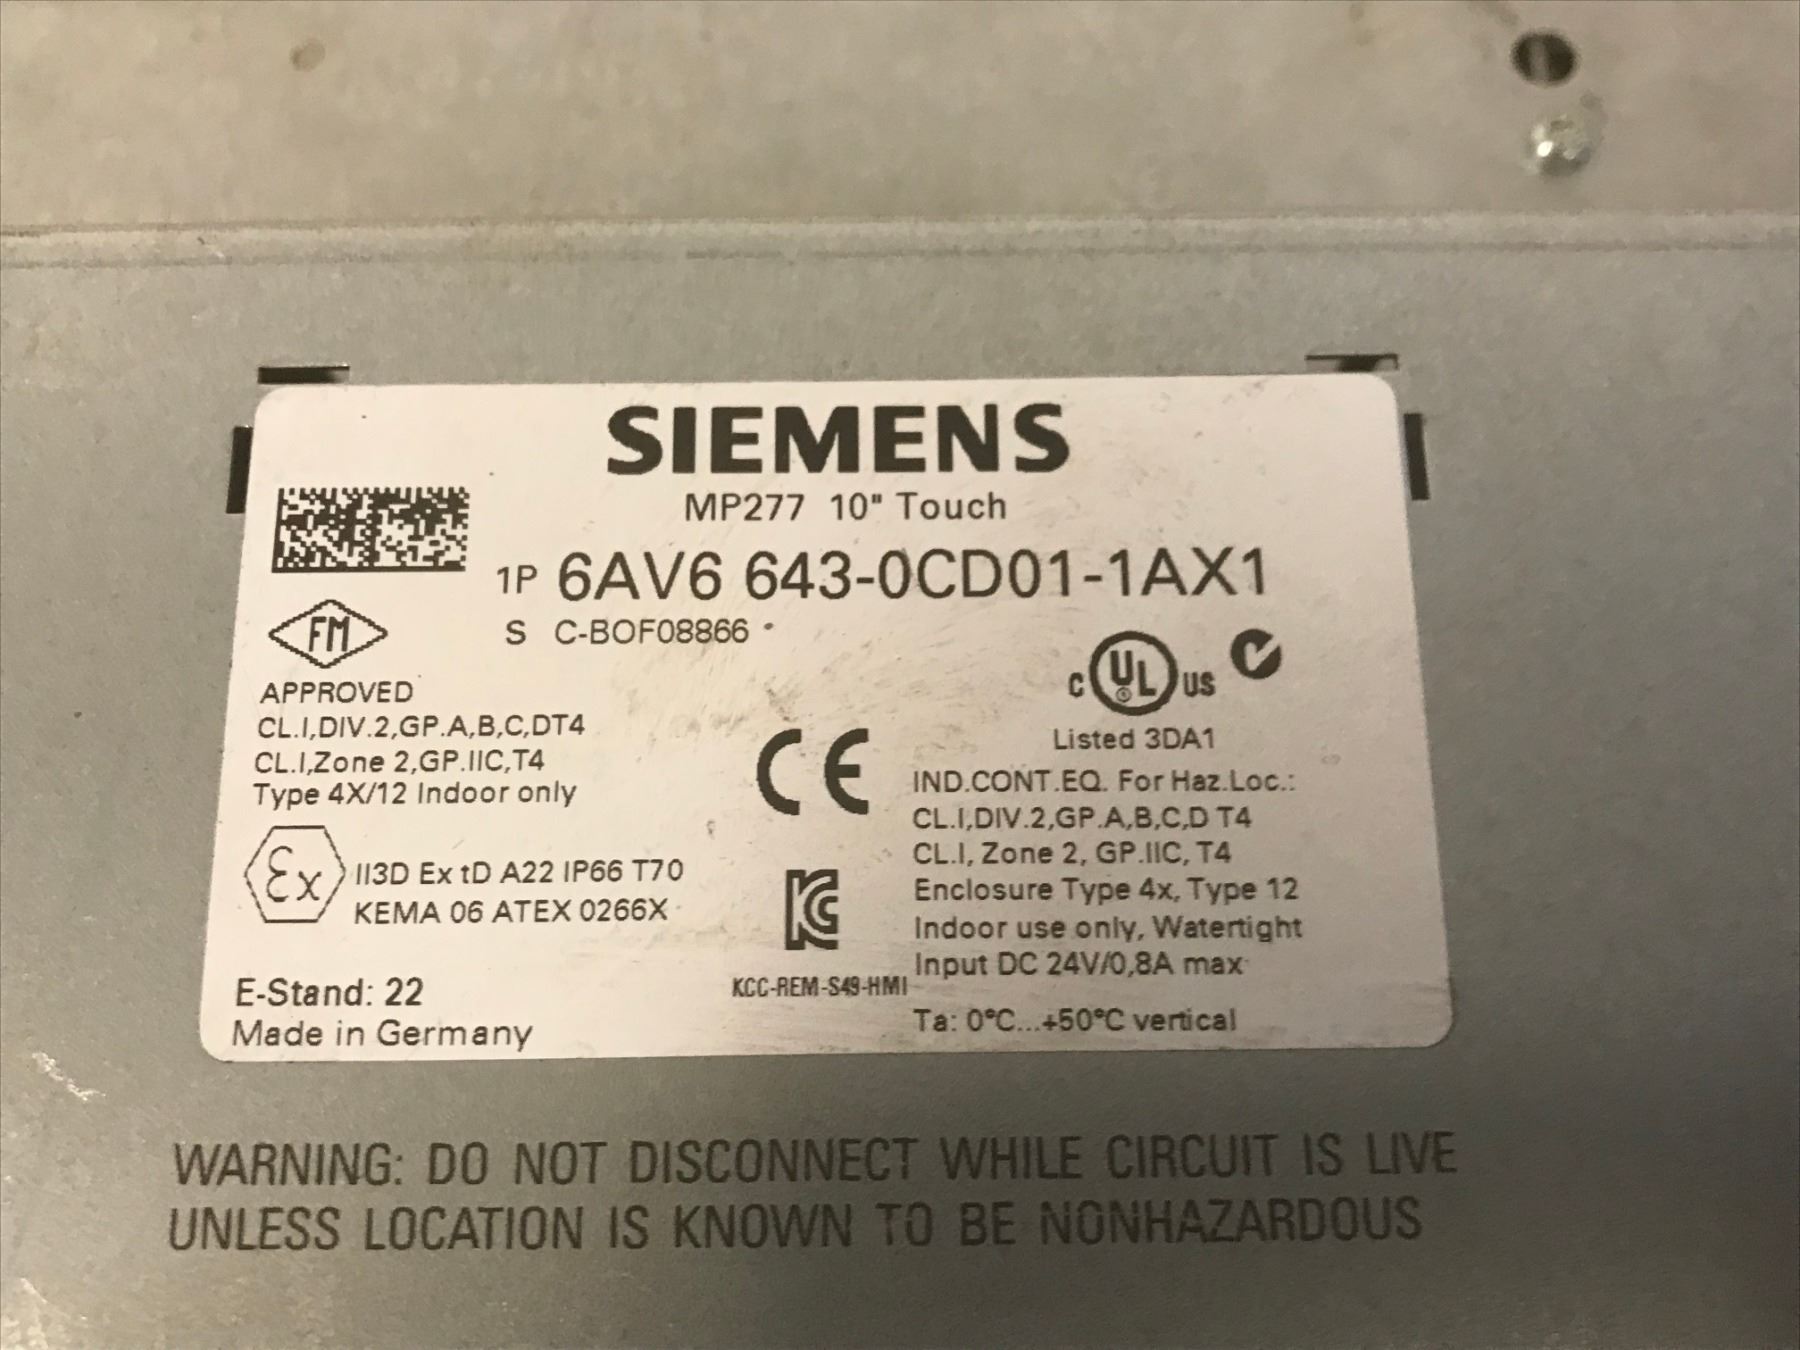 SIEMENS
MP277 10" Touch
1P 6AV6 643-0CD01-1AX1
S C-BOF08866
FM
APPROVED
CL.I,DIV.2,GP.A,B,C,DT4
CL.I,Zone 2,GP.IIC,T4
Type 4X/12 Indoor only
Ex II3D Ex tD A22 IP66 T70
KEMA 06 ATEX 0266X
E-Stand: 22
Made in Germany
CE
KC
KCC-REM-S49-HMI
C UL US
Listed 3DA1
IND.CONT.EQ. For Haz.Loc.:
CL.I,DIV.2,GP.A,B,C,D T4
CL.I, Zone 2, GP.IIC, T4
Enclosure Type 4x, Type 12
Indoor use only, Watertight
Input DC 24V/0,8A max
Ta: 0°C...+50°C vertical
WARNING: DO NOT DISCONNECT WHILE CIRCUIT IS LIVE
UNLESS LOCATION IS KNOWN TO BE NONHAZARDOUS